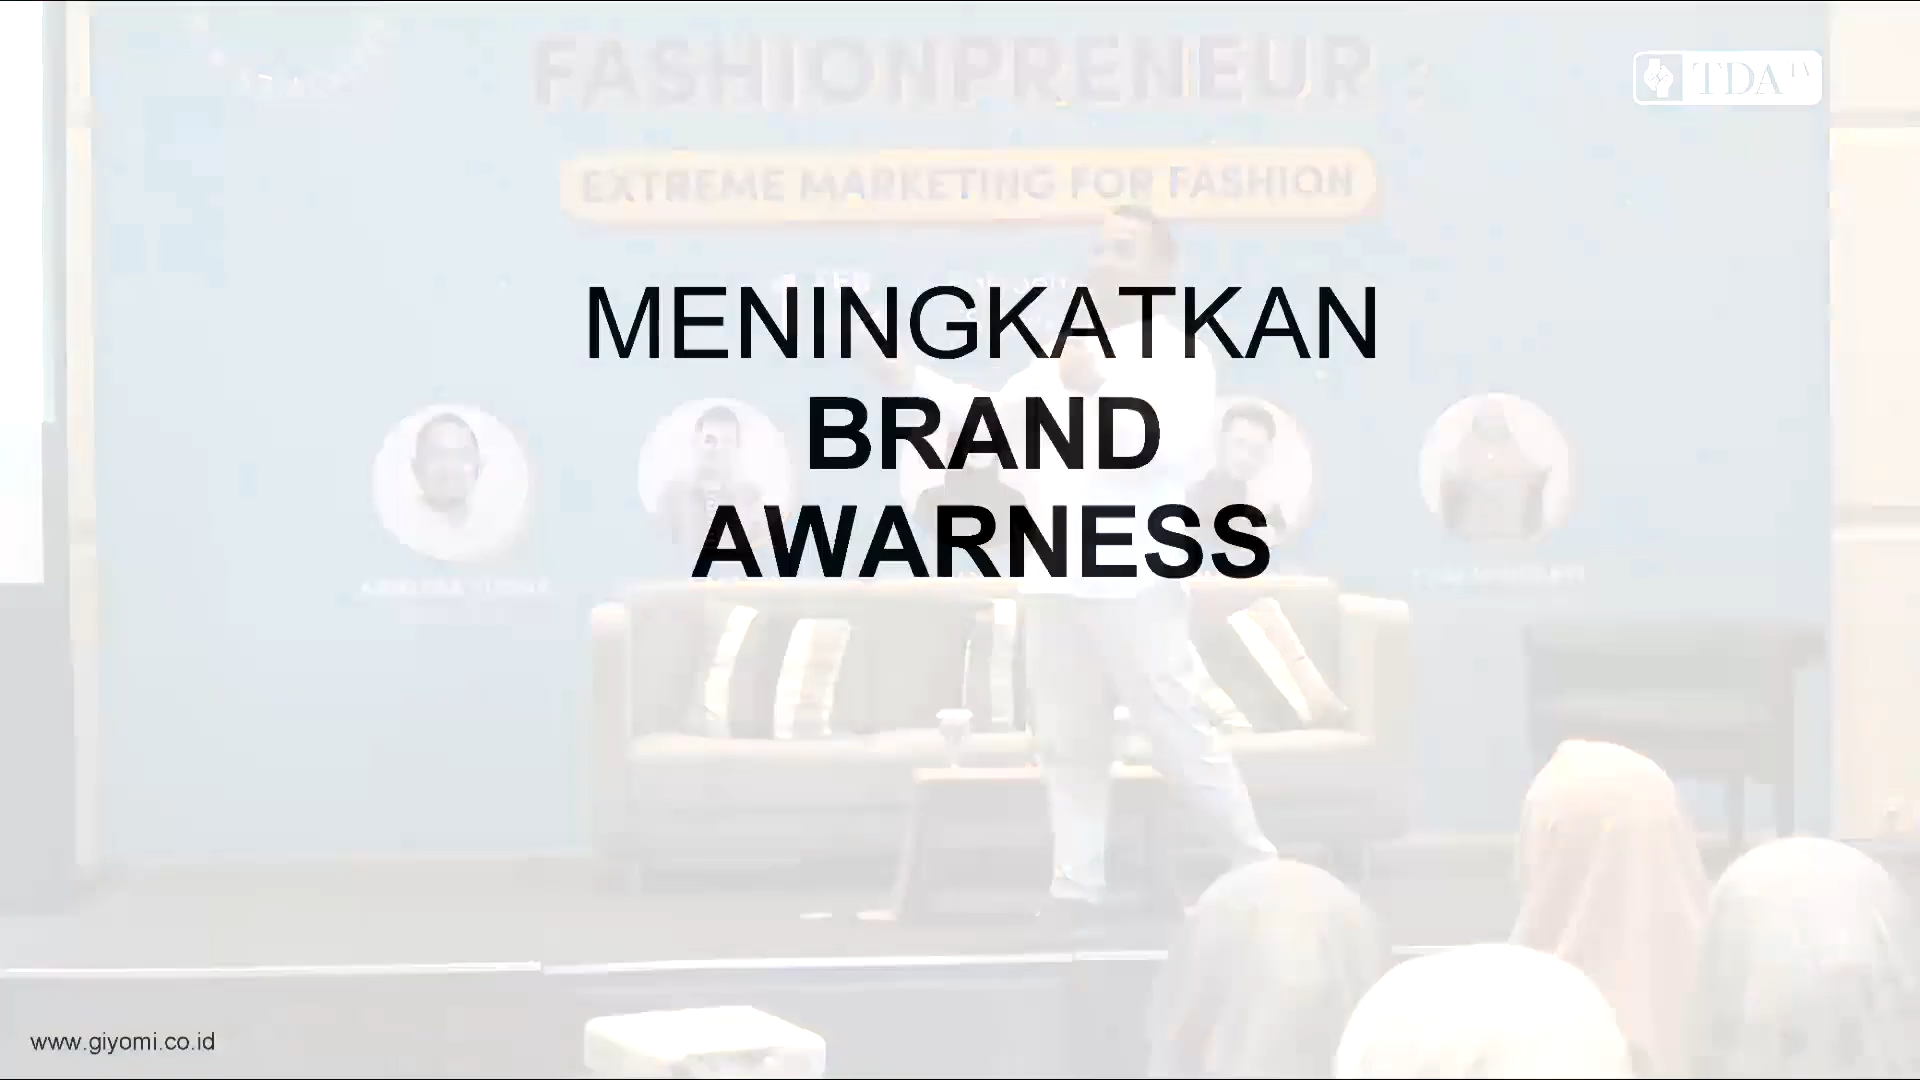 FASHIONPRENEUR
TDA TV
EXTREME MARKETING FOR FASHION
MENINGKATKAN
BRAND
AWARNESS
www.giyomi.co.id